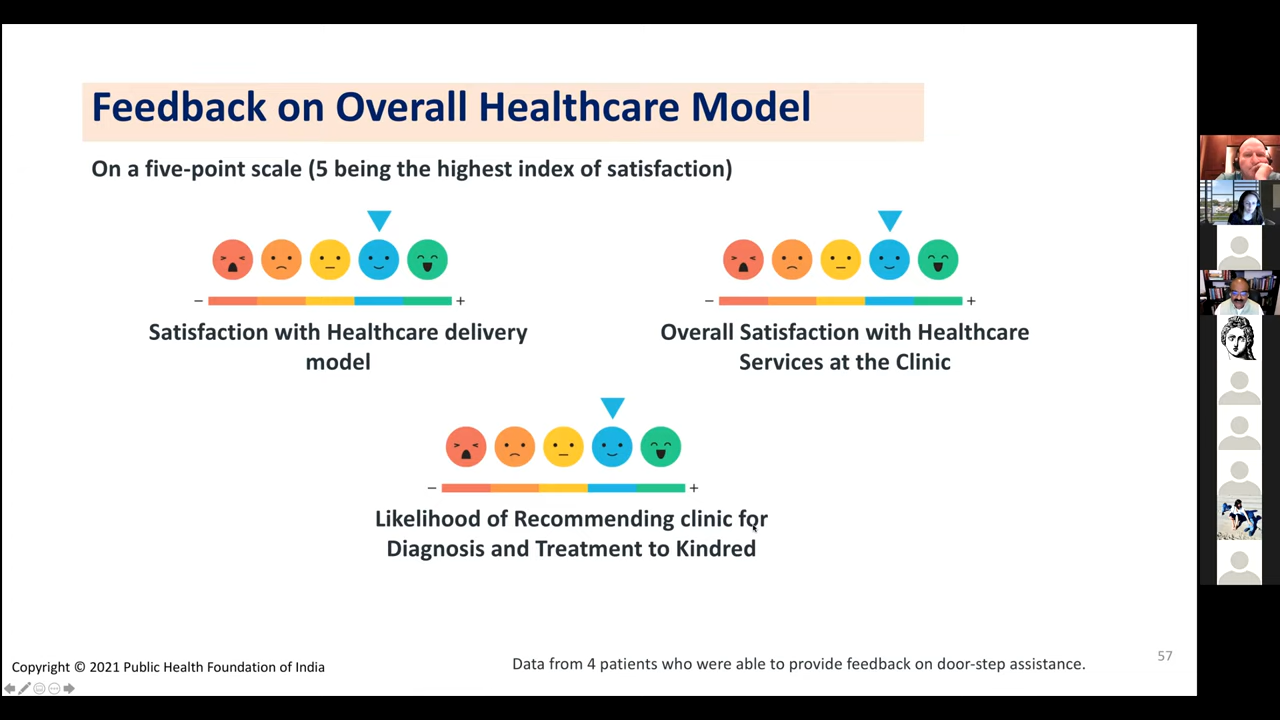 Feedback on Overall Healthcare Model
On a five-point scale (5 being the highest index of satisfaction)
− +
− +
Satisfaction with Healthcare delivery
model
Overall Satisfaction with Healthcare
Services at the Clinic
− +
Likelihood of Recommending clinic for
Diagnosis and Treatment to Kindred
Copyright © 2021 Public Health Foundation of India
Data from 4 patients who were able to provide feedback on door-step assistance.
57